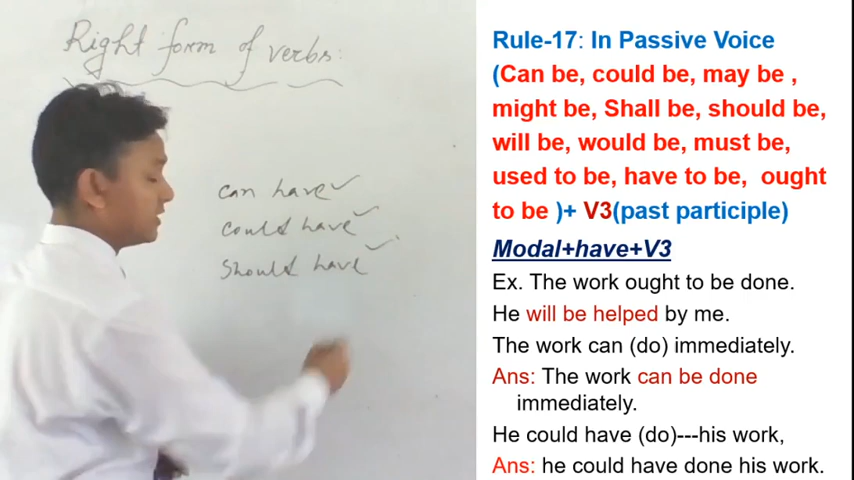 Right form of verbs:
can have✓
could have✓
should have✓
Rule-17: In Passive Voice
(Can be, could be, may be ,
might be, Shall be, should be,
will be, would be, must be,
used to be, have to be, ought
to be )+ V3(past participle)
Modal+have+V3
Ex. The work ought to be done.
He will be helped by me.
The work can (do) immediately.
Ans: The work can be done
immediately.
He could have (do)---his work,
Ans: he could have done his work.